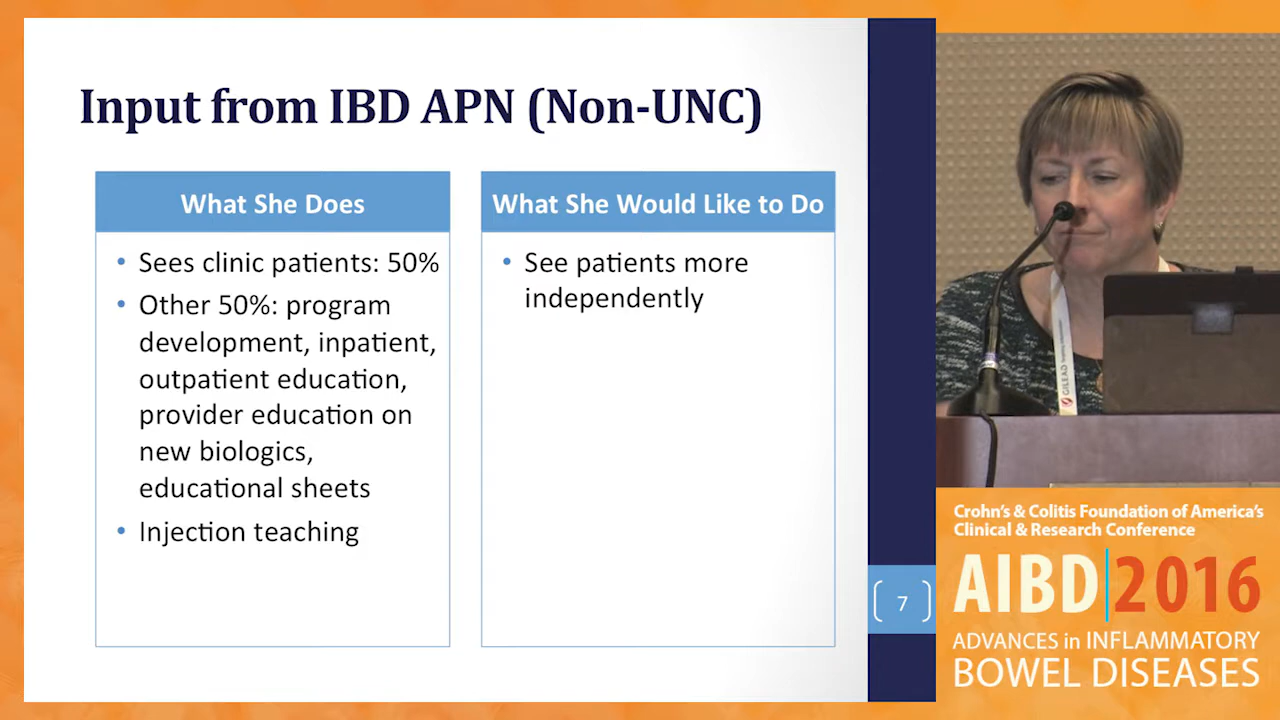 Input from IBD APN (Non-UNC)
What She Does
• Sees clinic patients: 50%
• Other 50%: program
development, inpatient,
outpatient education,
provider education on
new biologics,
educational sheets
• Injection teaching
What She Would Like to Do
• See patients more
independently
7
GILEAD
Crohn's & Colitis Foundation of America's
Clinical & Research Conference
AIBD|2016
ADVANCES in INFLAMMATORY
BOWEL DISEASES